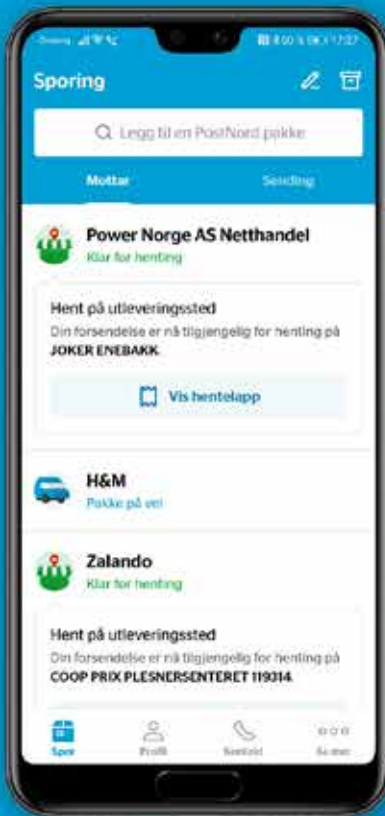 Sporing
Legg til en PostNord pakke
Mottar Sending
Power Norge AS Netthandel
Klar for henting
Hent på utleveringssted
Din forsendelse er nå tilgjengelig for henting på
JOKER ENEBAKK.
Vis hentelapp
H&M
Pakke på vei
Zalando
Klar for henting
Hent på utleveringssted
Din forsendelse er nå tilgjengelig for henting på
COOP PRIX PLESNERSENTERET 119314.
Spor Profil Kontakt Se mer